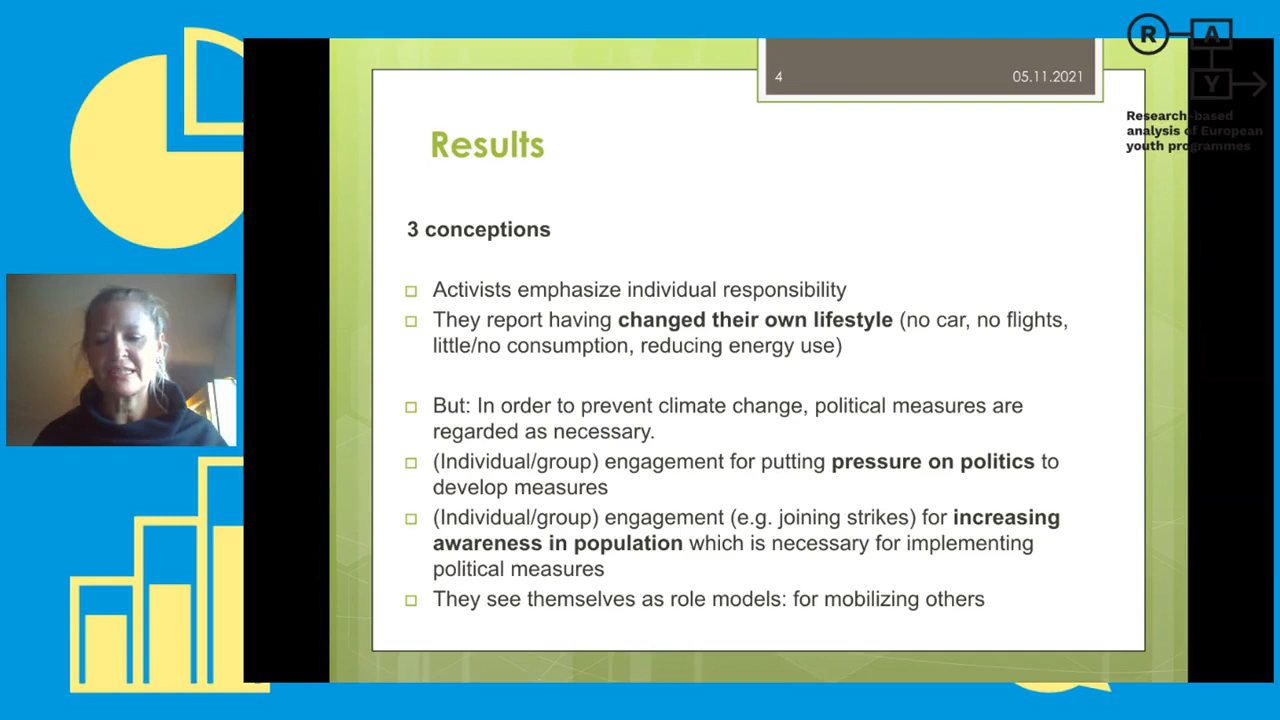 R A
Y
Research-based
analysis of European
youth programmes
4 05.11.2021
Results
3 conceptions
Activists emphasize individual responsibility
They report having changed their own lifestyle (no car, no flights,
little/no consumption, reducing energy use)
But: In order to prevent climate change, political measures are
regarded as necessary.
(Individual/group) engagement for putting pressure on politics to
develop measures
(Individual/group) engagement (e.g. joining strikes) for increasing
awareness in population which is necessary for implementing
political measures
They see themselves as role models: for mobilizing others